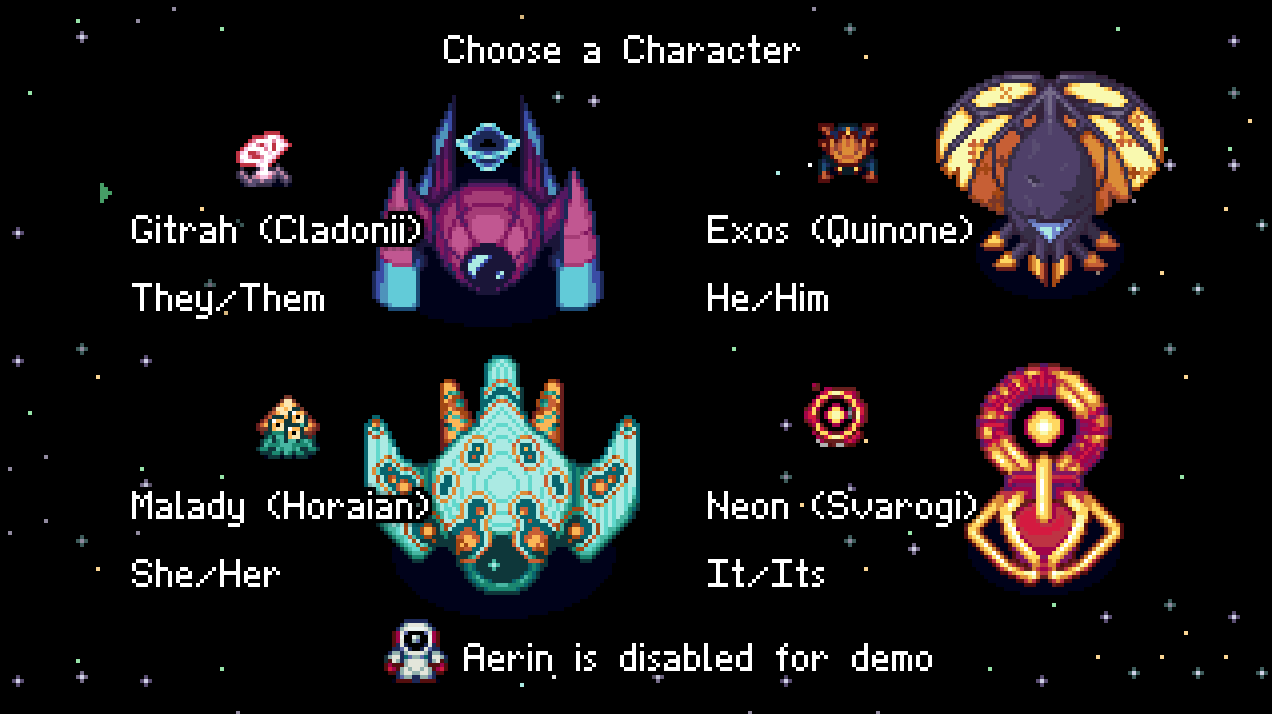 Choose a Character
Gitrah (Cladonii)
They/Them
Exos (Quinone)
He/Him
Malady (Horaian)
She/Her
Neon (Svarogi)
It/Its
Aerin is disabled for demo